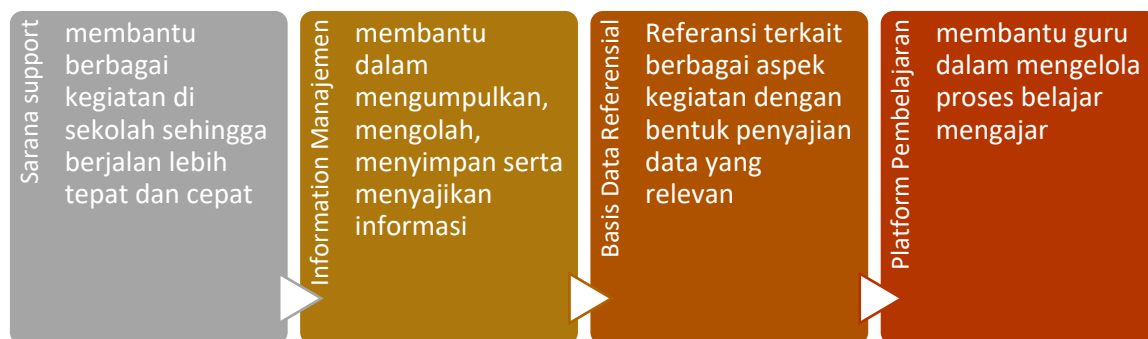 Sarana support
membantu
berbagai
kegiatan di
sekolah sehingga
berjalan lebih
tepat dan cepat
Information Manajemen
membantu
dalam
mengumpulkan,
mengolah,
menyimpan serta
menyajikan
informasi
Basis Data Referensial
Referansi terkait
berbagai aspek
kegiatan dengan
bentuk penyajian
data yang
relevan
Platform Pembelajaran
membantu guru
dalam mengelola
proses belajar
mengajar